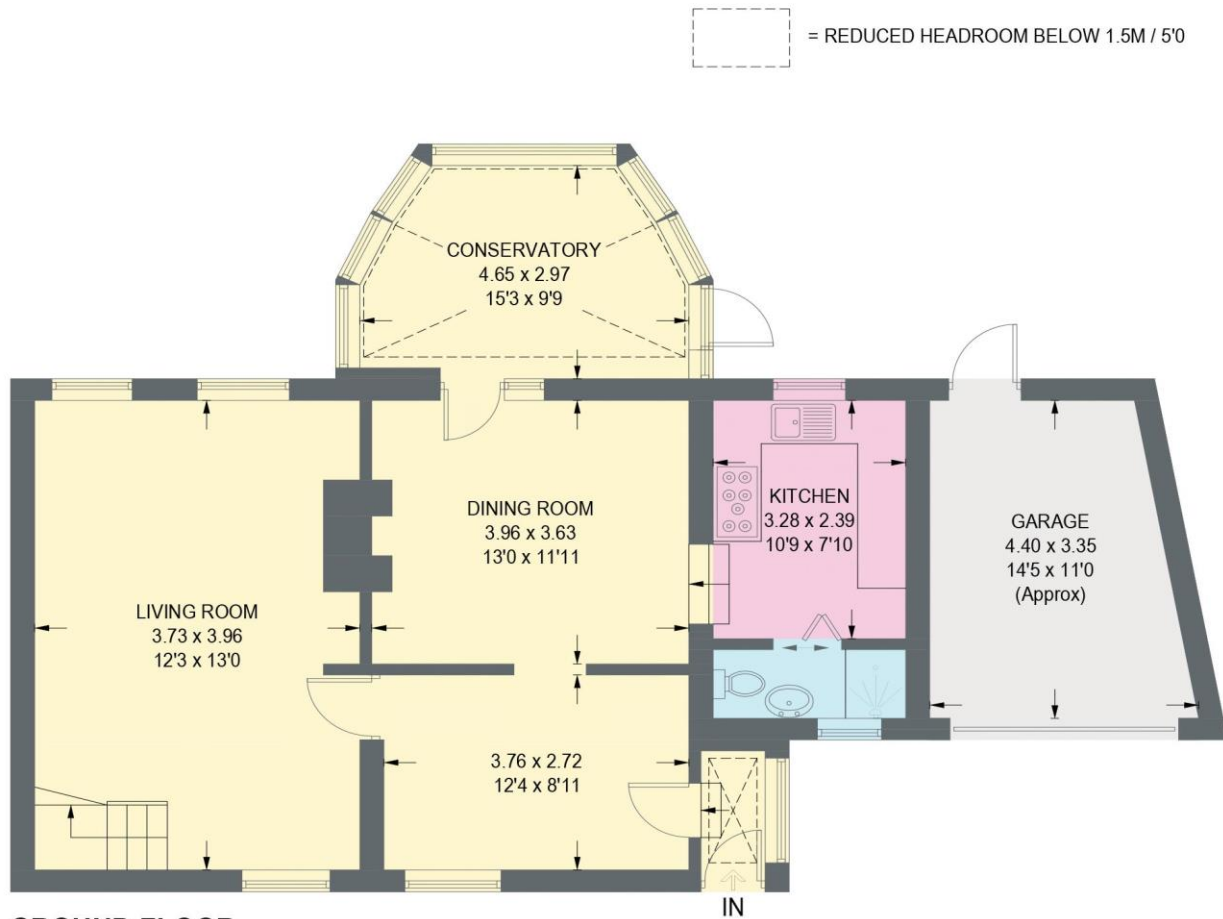 = REDUCED HEADROOM BELOW 1.5M / 5'0
CONSERVATORY
4.65 x 2.97
15'3 x 9'9
DINING ROOM
3.96 x 3.63
13'0 x 11'11
KITCHEN
3.28 x 2.39
10'9 x 7'10
GARAGE
4.40 x 3.35
14'5 x 11'0
(Approx)
LIVING ROOM
3.73 x 3.96
12'3 x 13'0
3.76 x 2.72
12'4 x 8'11
IN
GROUND FLOOR